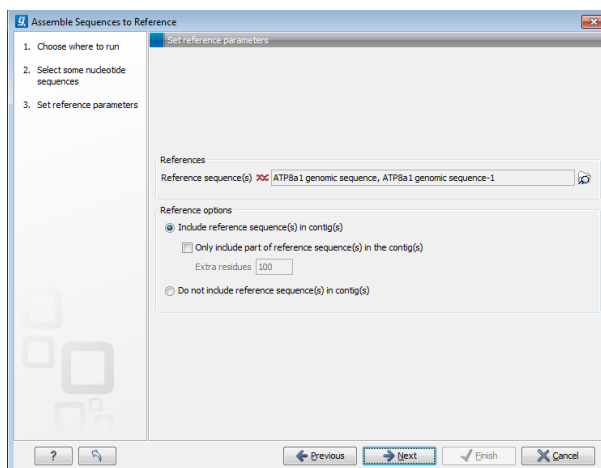 Assemble Sequences to Reference
1. Choose where to run
2. Select some nucleotide
sequences
3. Set reference parameters
Set reference parameters
References
Reference sequence(s) ATP8a1 genomic sequence, ATP8a1 genomic sequence-1
Reference options
Include reference sequence(s) in contig(s)
Only include part of reference sequence(s) in the contig(s)
Extra residues 100
Do not include reference sequence(s) in contig(s)
? Previous Next Finish Cancel